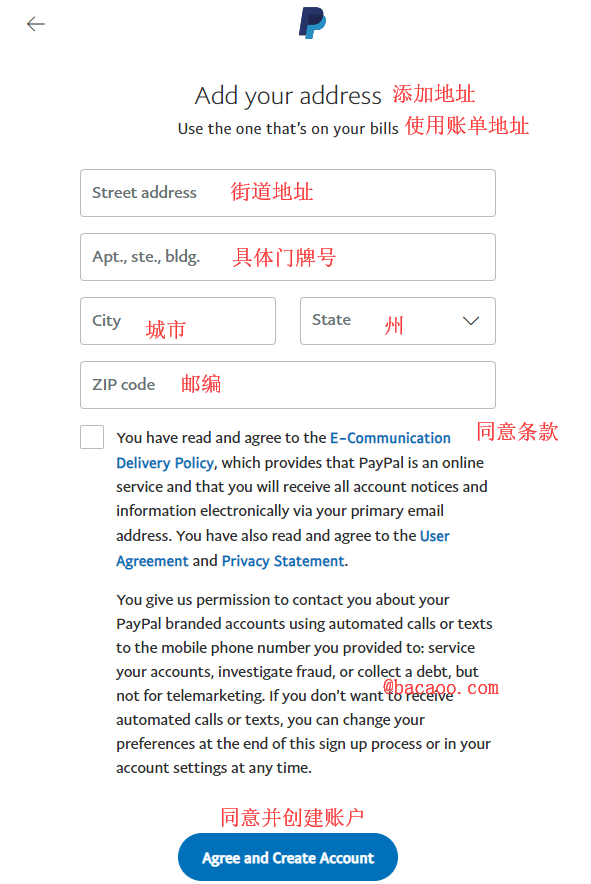 Add your address 添加地址
Use the one that's on your bills 使用账单地址
Street address 街道地址
Apt., ste., bldg. 具体门牌号
City 城市 State 州
ZIP code 邮编
You have read and agree to the E-Communication 同意条款
Delivery Policy, which provides that PayPal is an online
service and that you will receive all account notices and
information electronically via your primary email
address. You have also read and agree to the User
Agreement and Privacy Statement.
You give us permission to contact you about your
PayPal branded accounts using automated calls or texts
to the mobile phone number you provided to: service
your accounts, investigate fraud, or collect a debt, but
@bacaoo.com
not for telemarketing. If you don't want to receive
automated calls or texts, you can change your
preferences at the end of this sign up process or in your
account settings at any time.
同意并创建账户
Agree and Create Account